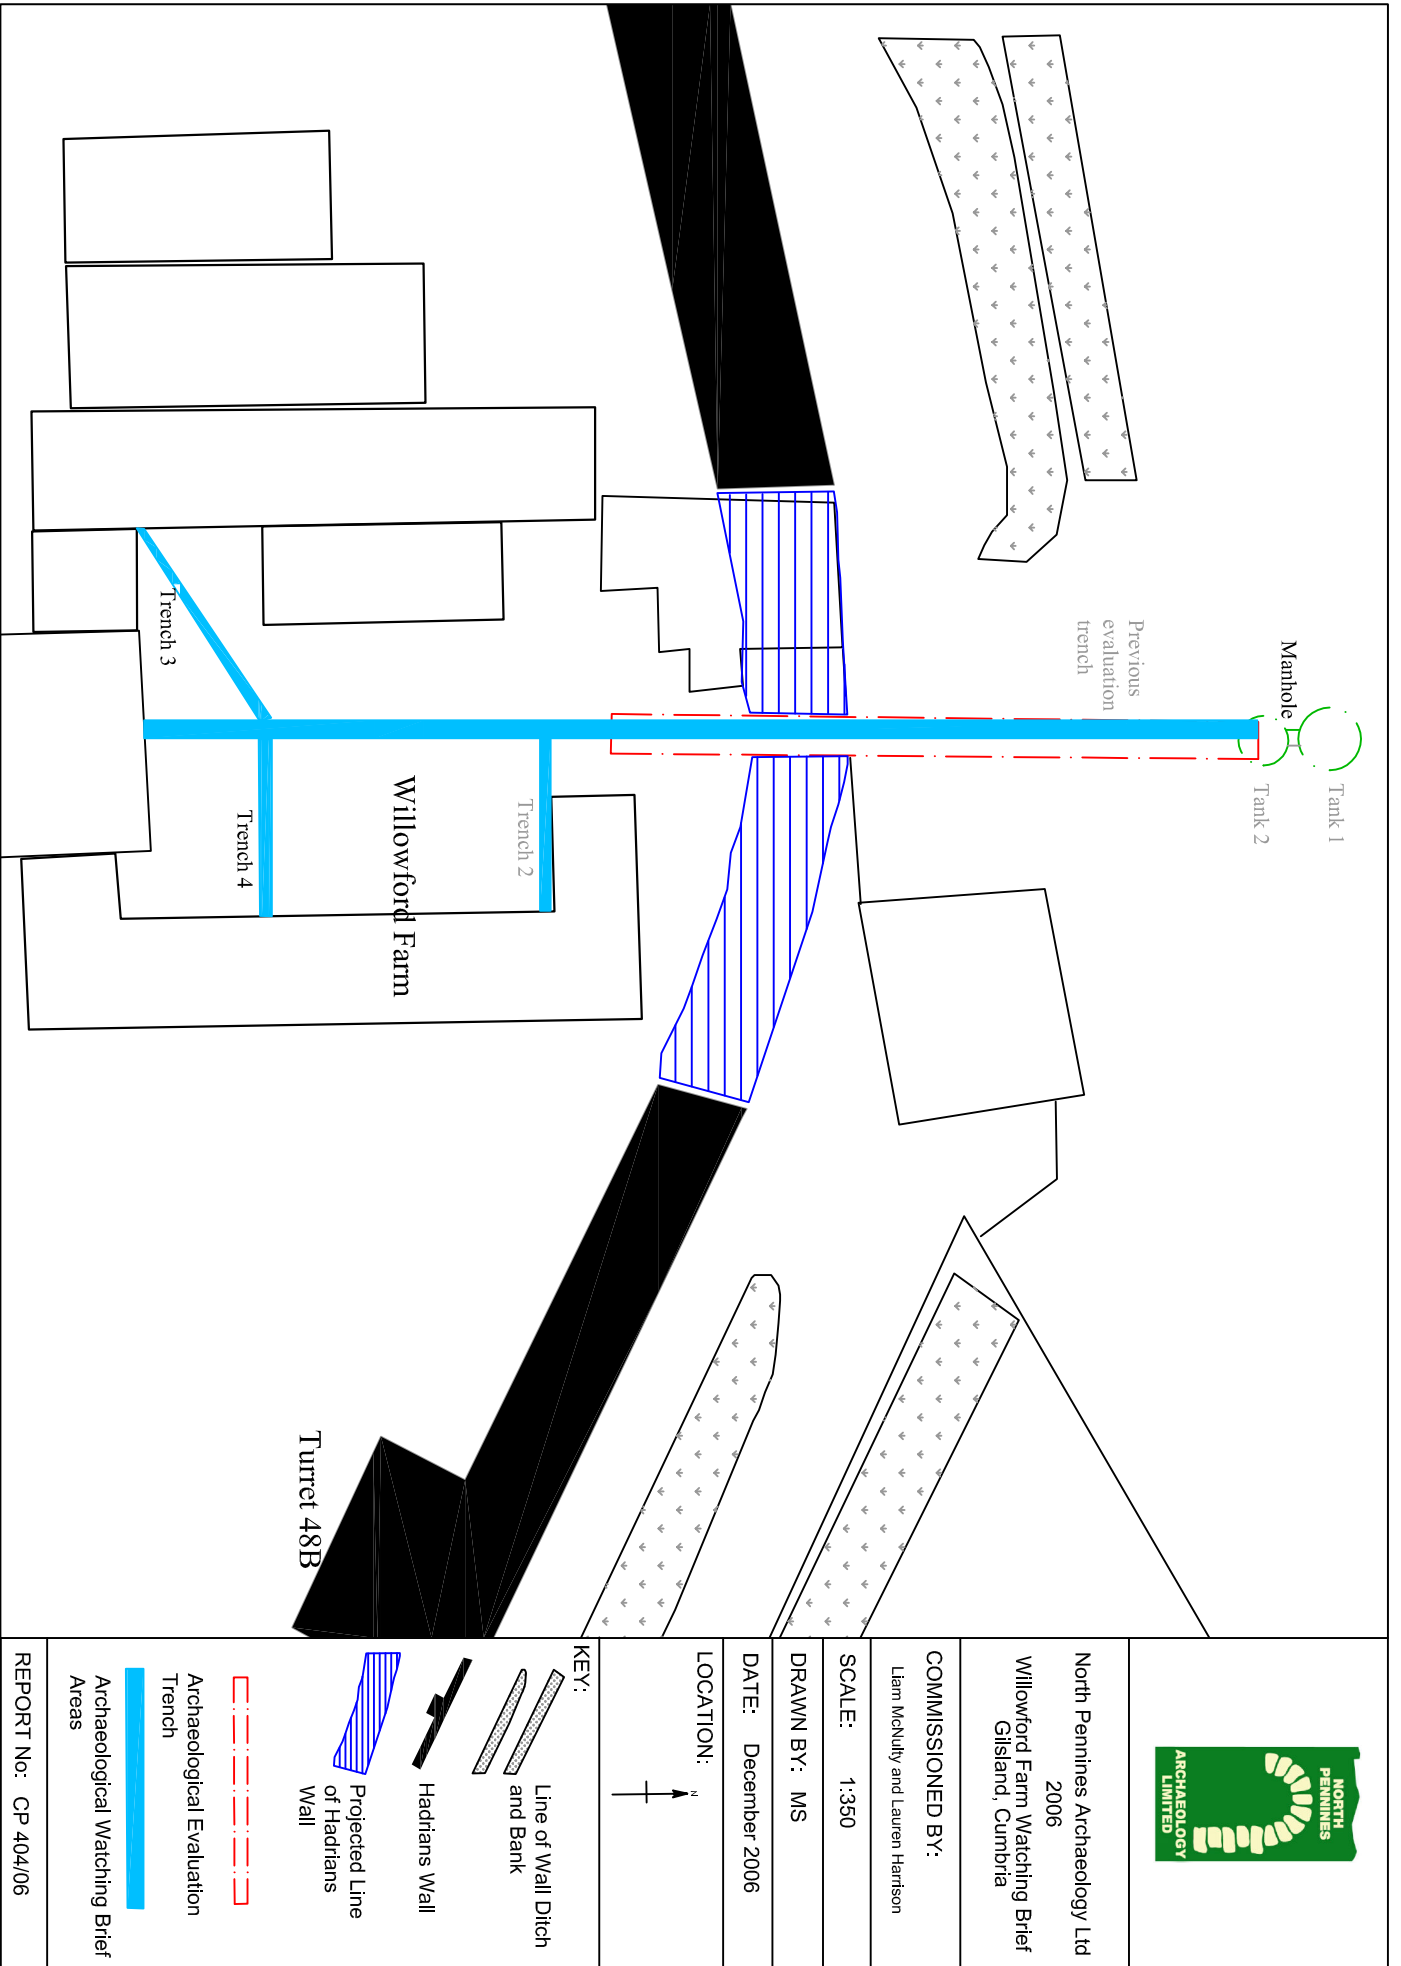 Manhole
Tank 1
Tank 2
Previous
evaluation
trench
Trench 2
Trench 3
Trench 4
Willowford Farm
Turret 48B
NORTH
PENNINES
ARCHAEOLOGY
LIMITED
North Pennines Archaeology Ltd
2006
Willowford Farm Watching Brief
Gilsland, Cumbria
COMMISSIONED BY:
Liam McNulty and Lauren Harrison
SCALE: 1:350
DRAWN BY: MS
DATE: December 2006
LOCATION:
N
KEY:
Line of Wall Ditch
and Bank
Hadrians Wall
Projected Line
of Hadrians
Wall
Archaeological Evaluation
Trench
Archaeological Watching Brief
Areas
REPORT No: CP 404/06